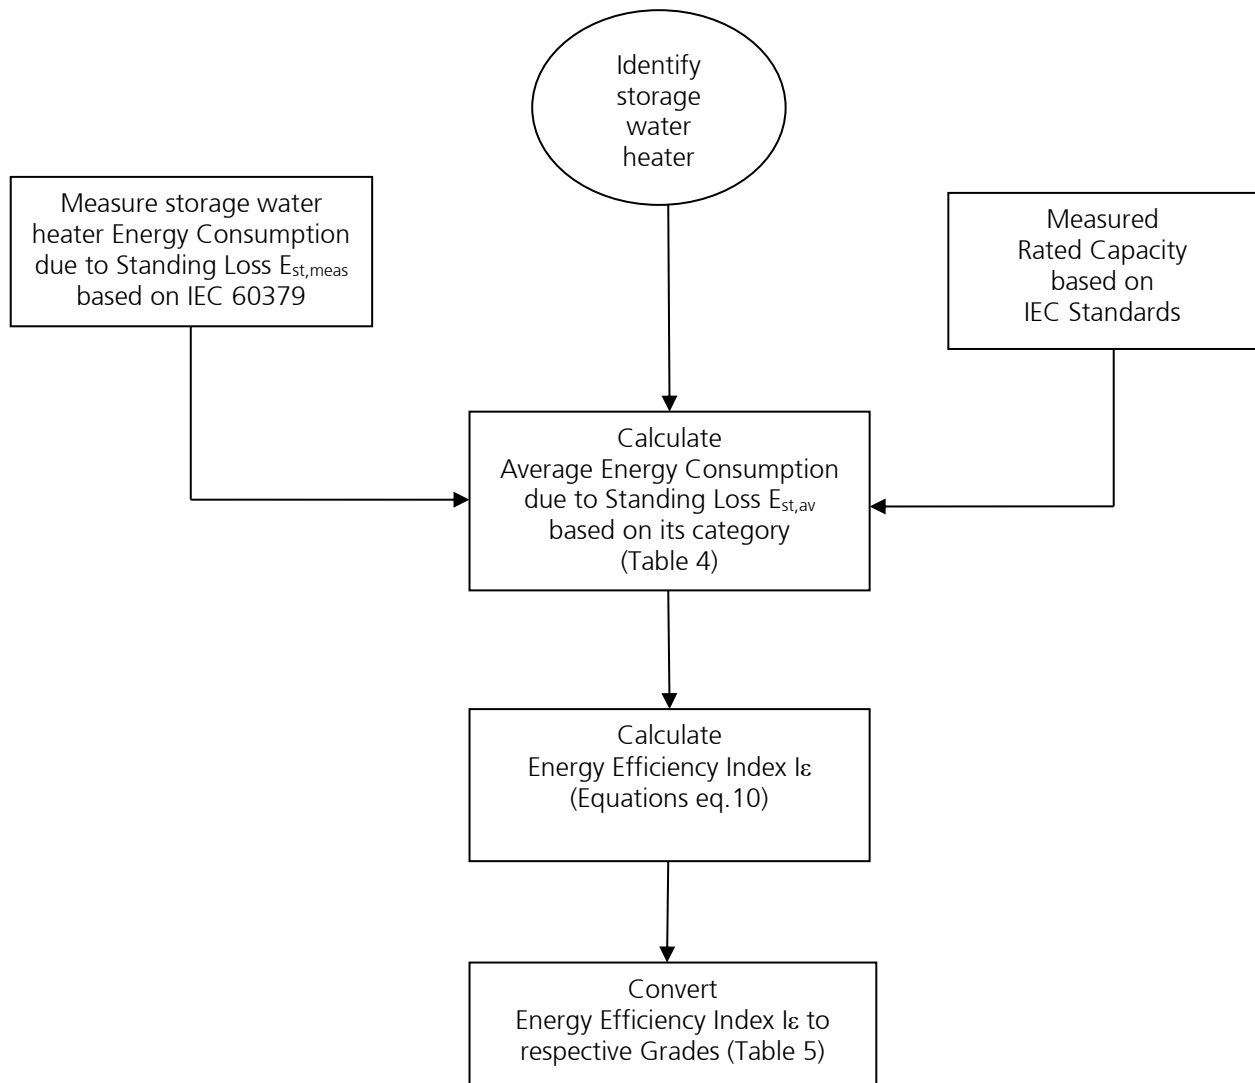 Identify
storage
water
heater
Measure storage water
heater Energy Consumption
due to Standing Loss Est,meas
based on IEC 60379
Measured
Rated Capacity
based on
IEC Standards
Calculate
Average Energy Consumption
due to Standing Loss Est,av
based on its category
(Table 4)
Calculate
Energy Efficiency Index Iε
(Equations eq.10)
Convert
Energy Efficiency Index Iε to
respective Grades (Table 5)